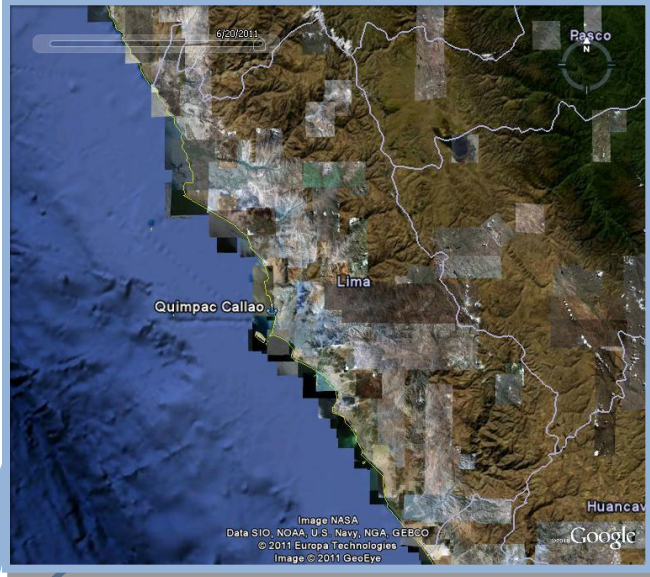 6/20/2011
Pasco
N
Lima
Quimpac Callao
Huancav
Image NASA
Data SIO, NOAA, U.S. Navy, NGA, GEBCO
© 2011 Europa Technologies
Image © 2011 GeoEye
Google